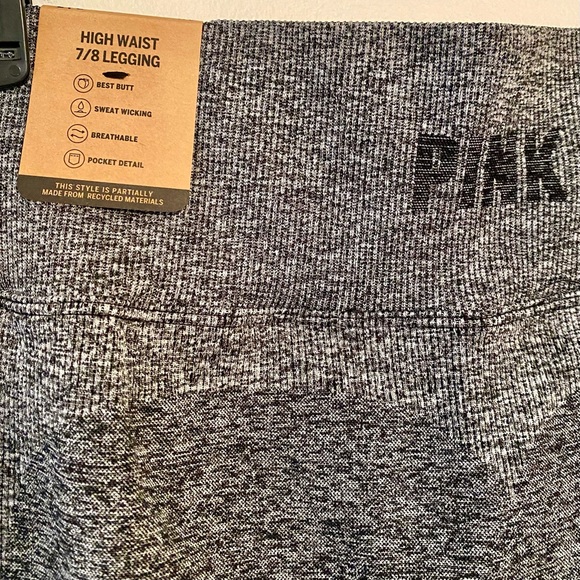 HIGH WAIST
7/8 LEGGING
BEST BUTT
SWEAT WICKING
BREATHABLE
POCKET DETAIL
THIS STYLE IS PARTIALLY
MADE FROM RECYCLED MATERIALS
PINK